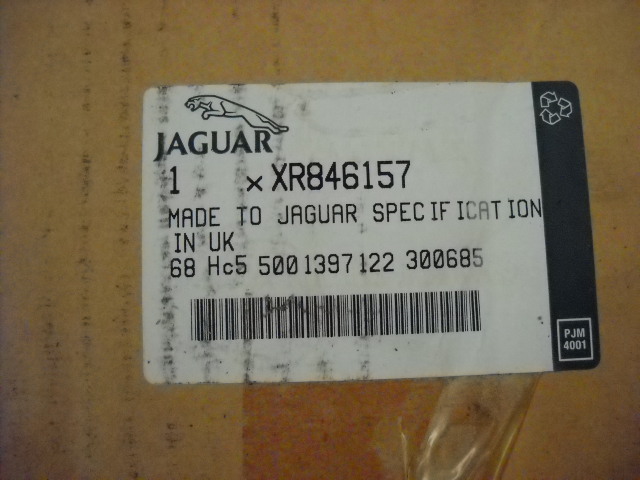 JAGUAR
1 x XR846157
MADE TO JAGUAR SPECIFICATION
IN UK
68 Hc5 5001397122 300685
PJM
4001